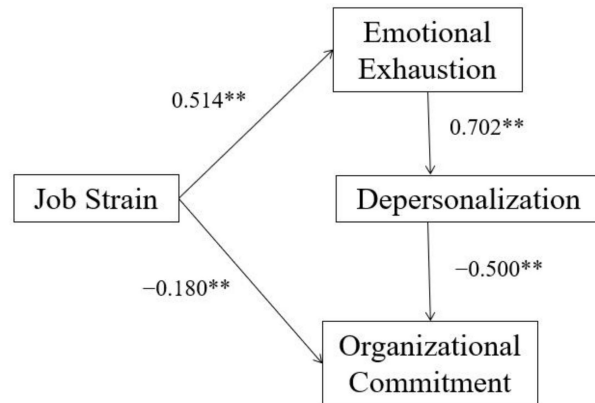 Emotional
Exhaustion
0.514**
0.702**
Job Strain
Depersonalization
−0.180**
−0.500**
Organizational
Commitment